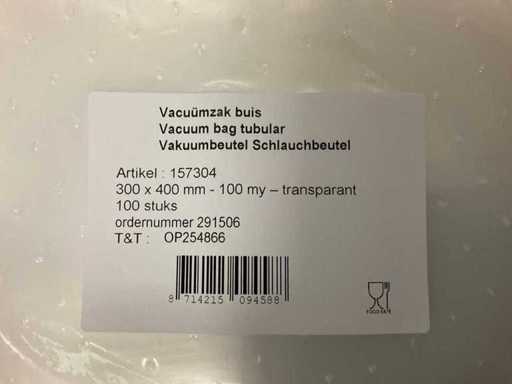 Vacuümzak buis
Vacuum bag tubular
Vakuumbeutel Schlauchbeutel
Artikel : 157304
300 x 400 mm - 100 my – transparant
100 stuks
ordernummer 291506
T&T : OP254866
8 714215 094588
FOOD SAFE